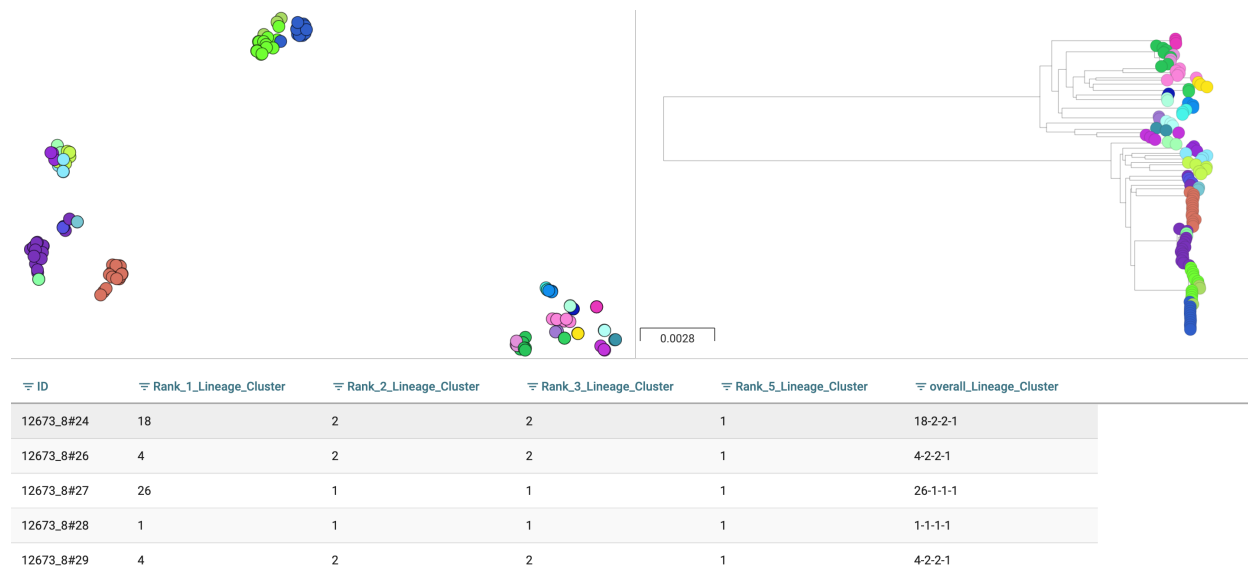 0.0028
ID Rank_1_Lineage_Cluster Rank_2_Lineage_Cluster Rank_3_Lineage_Cluster Rank_5_Lineage_Cluster overall_Lineage_Cluster
12673_8#24 18 2 2 1 18-2-2-1
12673_8#26 4 2 2 1 4-2-2-1
12673_8#27 26 1 1 1 26-1-1-1
12673_8#28 1 1 1 1 1-1-1-1
12673_8#29 4 2 2 1 4-2-2-1